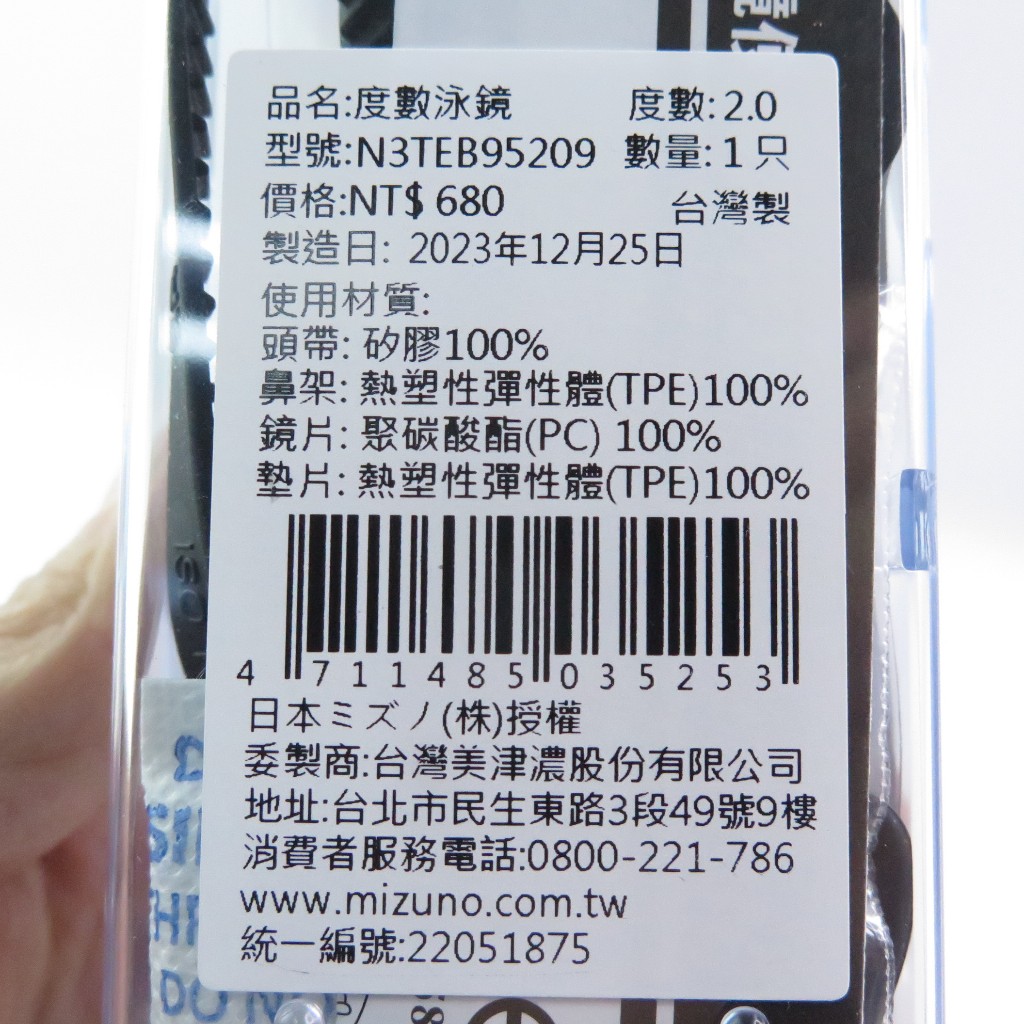 品名:度數泳鏡 度數:2.0
型號:N3TEB95209 數量:1只
價格:NT$ 680 台灣製
製造日: 2023年12月25日
使用材質:
頭帶: 矽膠100%
鼻架: 熱塑性彈性體(TPE)100%
鏡片: 聚碳酸酯(PC) 100%
墊片: 熱塑性彈性體(TPE)100%
4 711485 035253
日本ミズノ(株)授權
委製商:台灣美津濃股份有限公司
地址:台北市民生東路3段49號9樓
消費者服務電話:0800-221-786
www.mizuno.com.tw
統一編號:22051875
DO NO